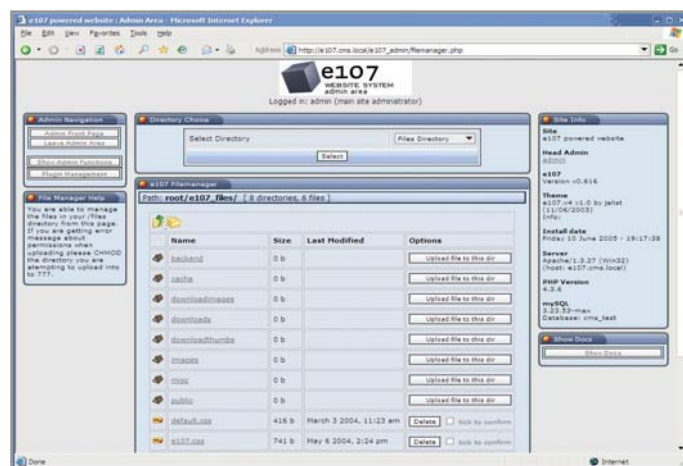 e107 powered website : Admin Area - Microsoft Internet Explorer
File Edit View Favorites Tools Help
Address http://e107.cms.local/e107_admin/filemanager.php Go
e107
WEBSITE SYSTEM
admin area
Logged in: admin (main site administrator)
Admin Navigation
Admin Front Page
Leave Admin Area
Show Admin Functions
Plugin Management
File Manager Help
You are able to manage
the files in your /files
directory from this page.
If you are getting error
message about
permissions when
uploading please CHMOD
the directory you are
attempting to upload into
to 777.
Directory Choice
Select Directory Files Directory
Select
e107 Filemanager
Path: root/e107_files/ [ 8 directories, 6 files ]
Name Size Last Modified Options
backend 0 b Upload file to this dir
cache 0 b Upload file to this dir
downloadimages 0 b Upload file to this dir
downloads 0 b Upload file to this dir
downloadthumbs 0 b Upload file to this dir
images 0 b Upload file to this dir
misc 0 b Upload file to this dir
public 0 b Upload file to this dir
default.css 416 b March 3 2004, 11:23 am Delete tick to confirm
e107.css 741 b May 6 2004, 2:24 pm Delete tick to confirm
Site Info
Site
e107 powered website
Head Admin
admin
e107
Version v0.616
Theme
e107.v4 v1.0 by jalist
(11/06/2003)
Info:
Install date
Friday 10 June 2005 - 19:17:38
Server
Apache/1.3.27 (Win32)
(host: e107.cms.local)
PHP Version
4.3.6
mySQL
3.23.53-max
Database: cms_test
Show Docs
Show Docs
Done Internet